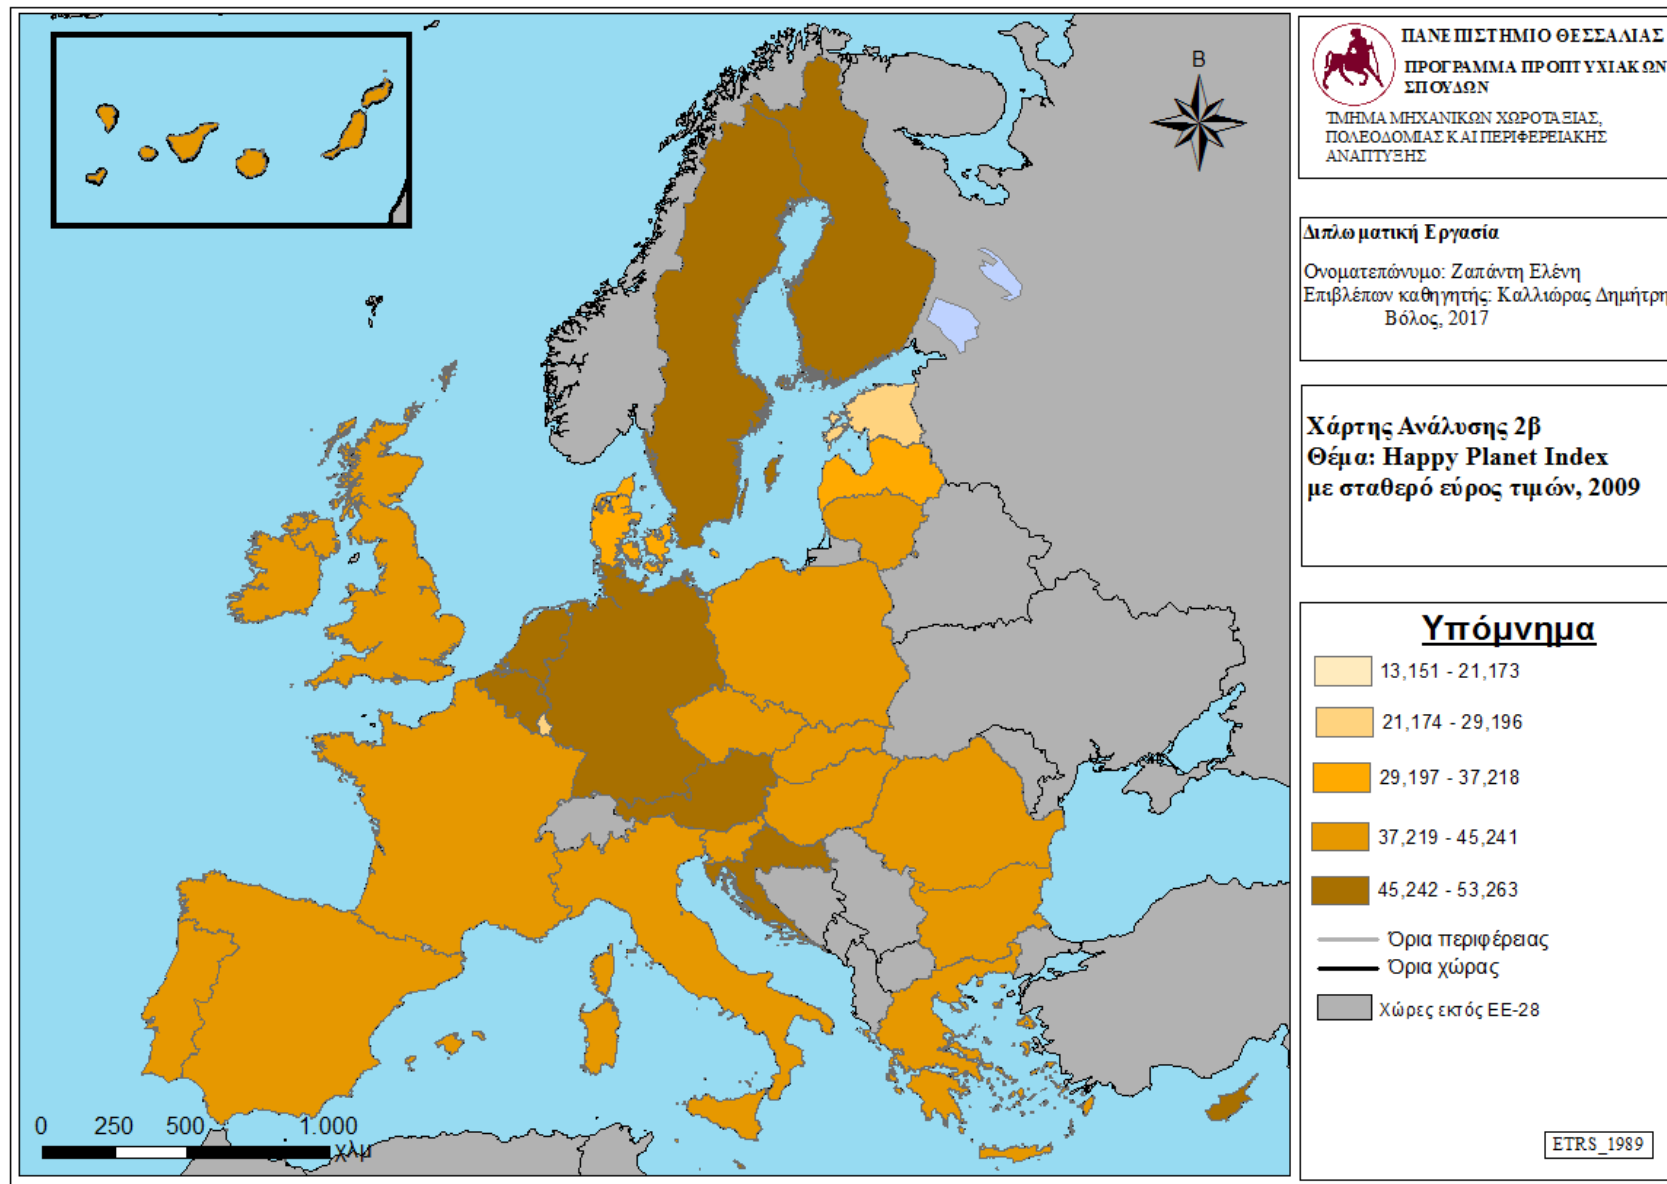 B
0 250 500 1.000
χλμ
ΠΑΝΕΠΙΣΤΗΜΙΟ ΘΕΣΣΑΛΙΑΣ
ΠΡΟΓΡΑΜΜΑ ΠΡΟΠΤΥΧΙΑΚΩΝ
ΣΠΟΥΔΩΝ
ΤΜΗΜΑ ΜΗΧΑΝΙΚΩΝ ΧΩΡΟΤΑΞΙΑΣ,
ΠΟΛΕΟΔΟΜΙΑΣ ΚΑΙ ΠΕΡΙΦΕΡΕΙΑΚΗΣ
ΑΝΑΠΤΥΞΗΣ
Διπλωματική Εργασία
Ονοματεπώνυμο: Ζαπάντη Ελένη
Επιβλέπων καθηγητής: Καλλιώρας Δημήτρη
Βόλος, 2017
Χάρτης Ανάλυσης 2β
Θέμα: Happy Planet Index
με σταθερό εύρος τιμών, 2009
Υπόμνημα
13,151 - 21,173
21,174 - 29,196
29,197 - 37,218
37,219 - 45,241
45,242 - 53,263
Όρια περιφέρειας
Όρια χώρας
Χώρες εκτός ΕΕ-28
ETRS_1989